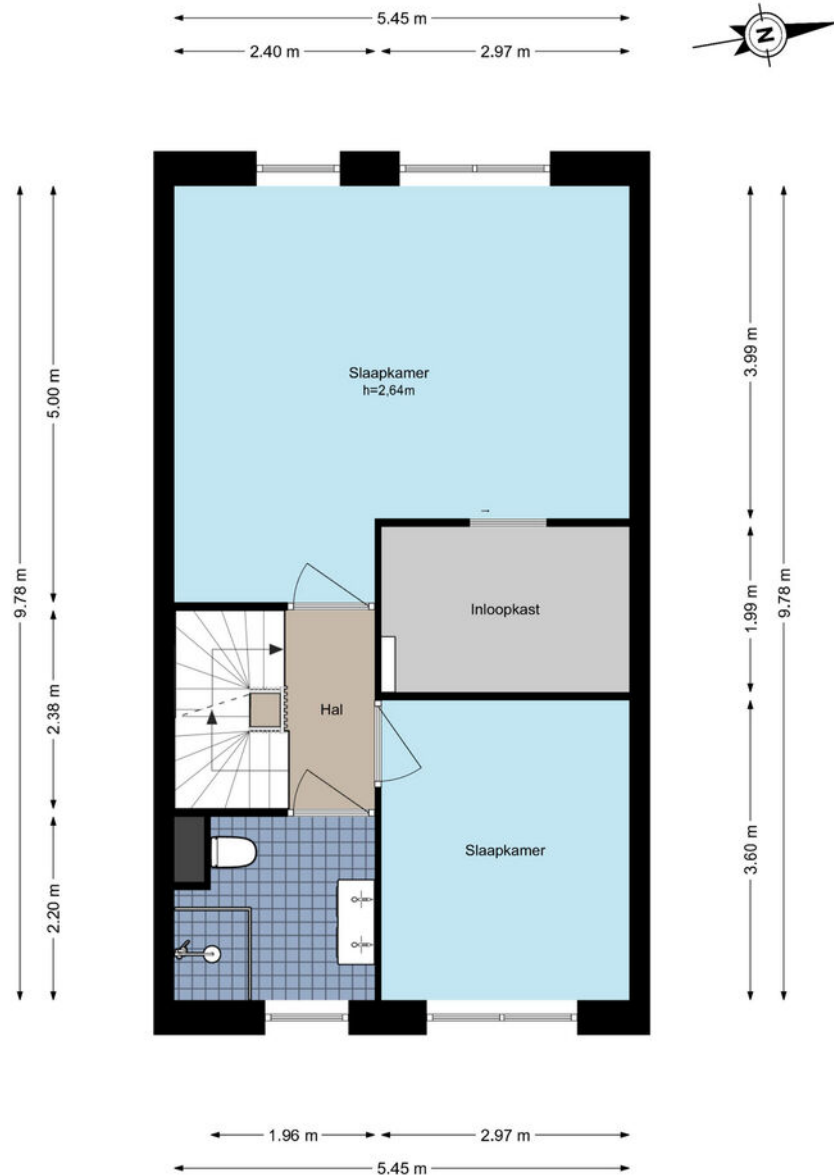 5.45 m
2.40 m
2.97 m
N
Slaapkamer
h=2,64m
5.00 m
3.99 m
9.78 m
1.99 m
9.78 m
Inloopkast
2.38 m
Hal
Slaapkamer
3.60 m
2.20 m
1.96 m
2.97 m
5.45 m